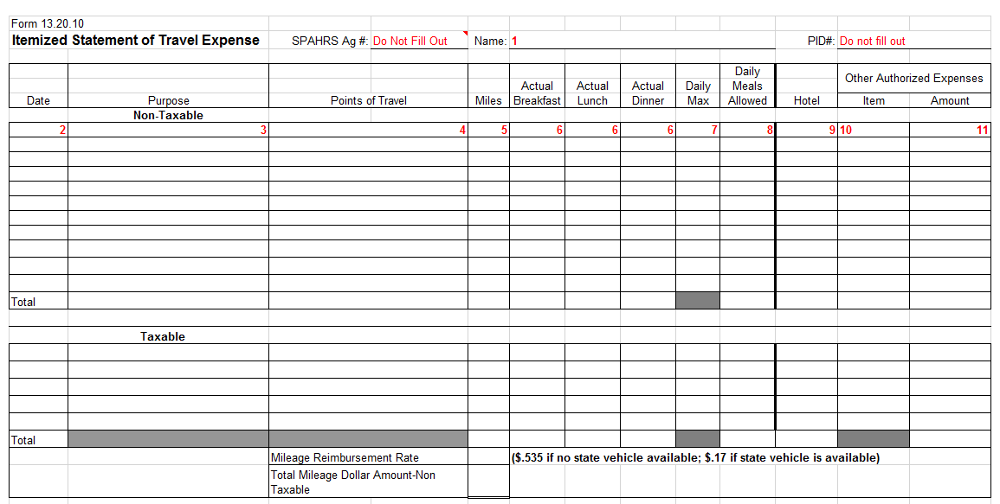 Form 13.20.10
Itemized Statement of Travel Expense SPAHRS Ag #: Do Not Fill Out Name: 1 PID#: Do not fill out
Daily
Other Authorized Expenses
Actual Actual Actual Daily Meals
Date Purpose Points of Travel Miles Breakfast Lunch Dinner Max Allowed Hotel Item Amount
Non-Taxable
2 3 4 5 6 6 6 7 8 9 10 11
Total
Taxable
Total
Mileage Reimbursement Rate ($.535 if no state vehicle available; $.17 if state vehicle is available)
Total Mileage Dollar Amount-Non
Taxable